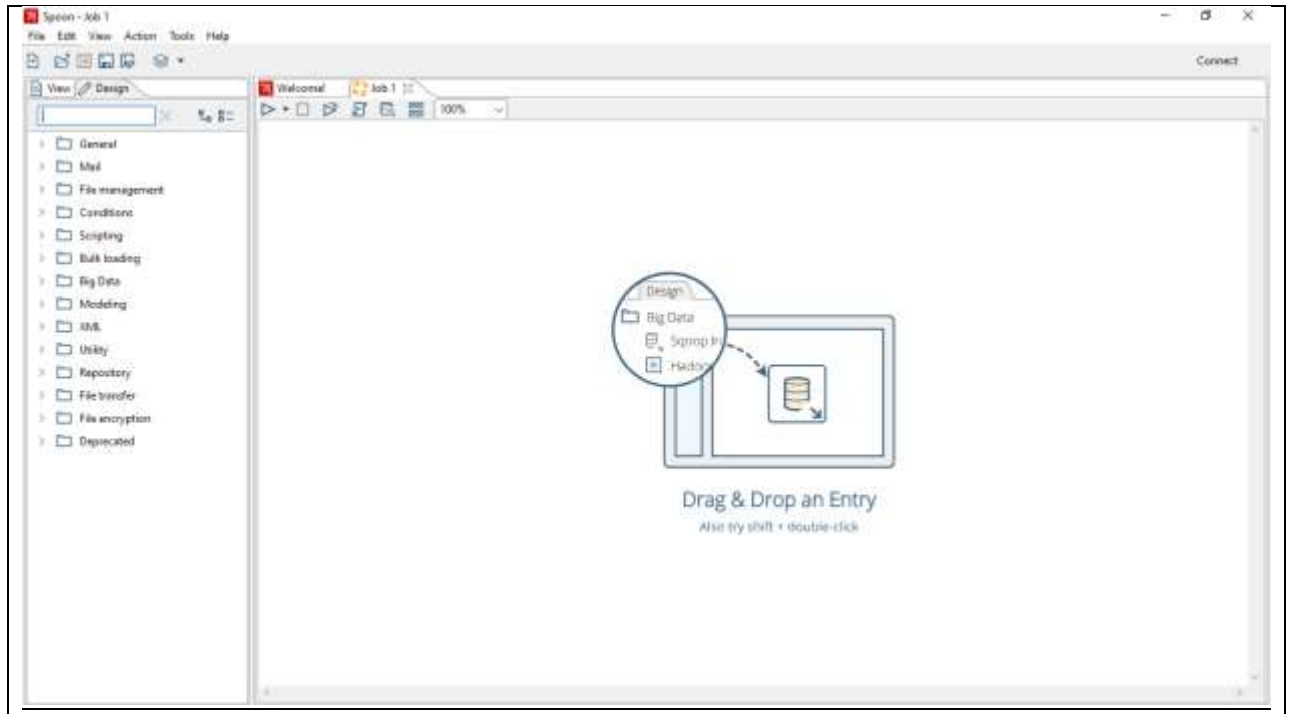 Spoon - Job 1
File Edit View Action Tools Help
Connect
View Design
Welcome! Job 1
100%
General
Mail
File management
Conditions
Scripting
Bulk loading
Big Data
Modeling
XML
Utility
Repository
File transfer
File encryption
Deprecated
Design
Big Data
Sqoop
Hadoop
Drag & Drop an Entry
Also try shift + double-click